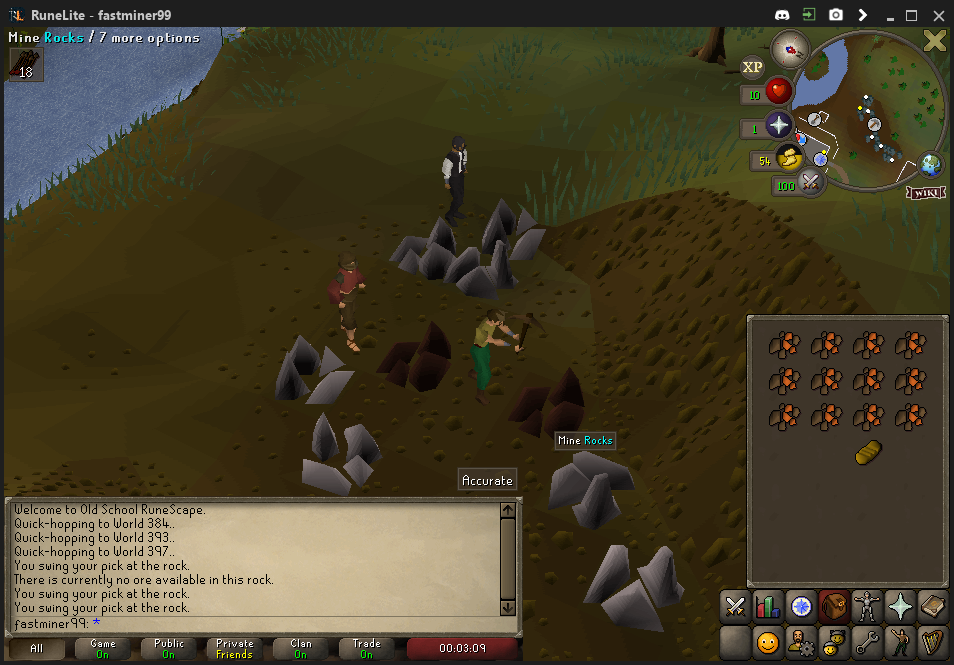 RuneLite - fastminer99
Mine Rocks / 7 more options
18
XP
10
1
54
100
WIKI
Mine Rocks
Accurate
Welcome to Old School RuneScape.
Quick-hopping to World 384..
Quick-hopping to World 393..
Quick-hopping to World 397..
You swing your pick at the rock.
There is currently no ore available in this rock.
You swing your pick at the rock.
You swing your pick at the rock.
fastminer99: *
All
Game
On
Public
On
Private
Friends
Clan
On
Trade
On
00:03:09